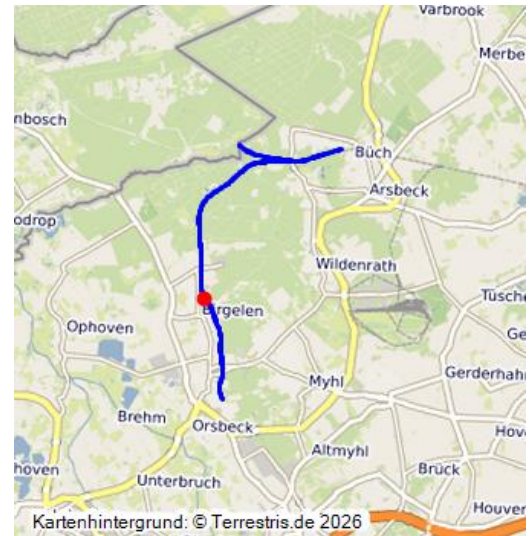 Varbrook
Merbe
nbosch
Büch
Arsbeck
odrop
Wildenrath
Tüsche
Birgelen
Ophoven
Ge
Gerderhahn
Myhl
Brehm
Orsbeck
Hove
Altmyhl
hoven
Brück
Unterbruch
Houver
Kartenhintergrund: © Terrestris.de 2026